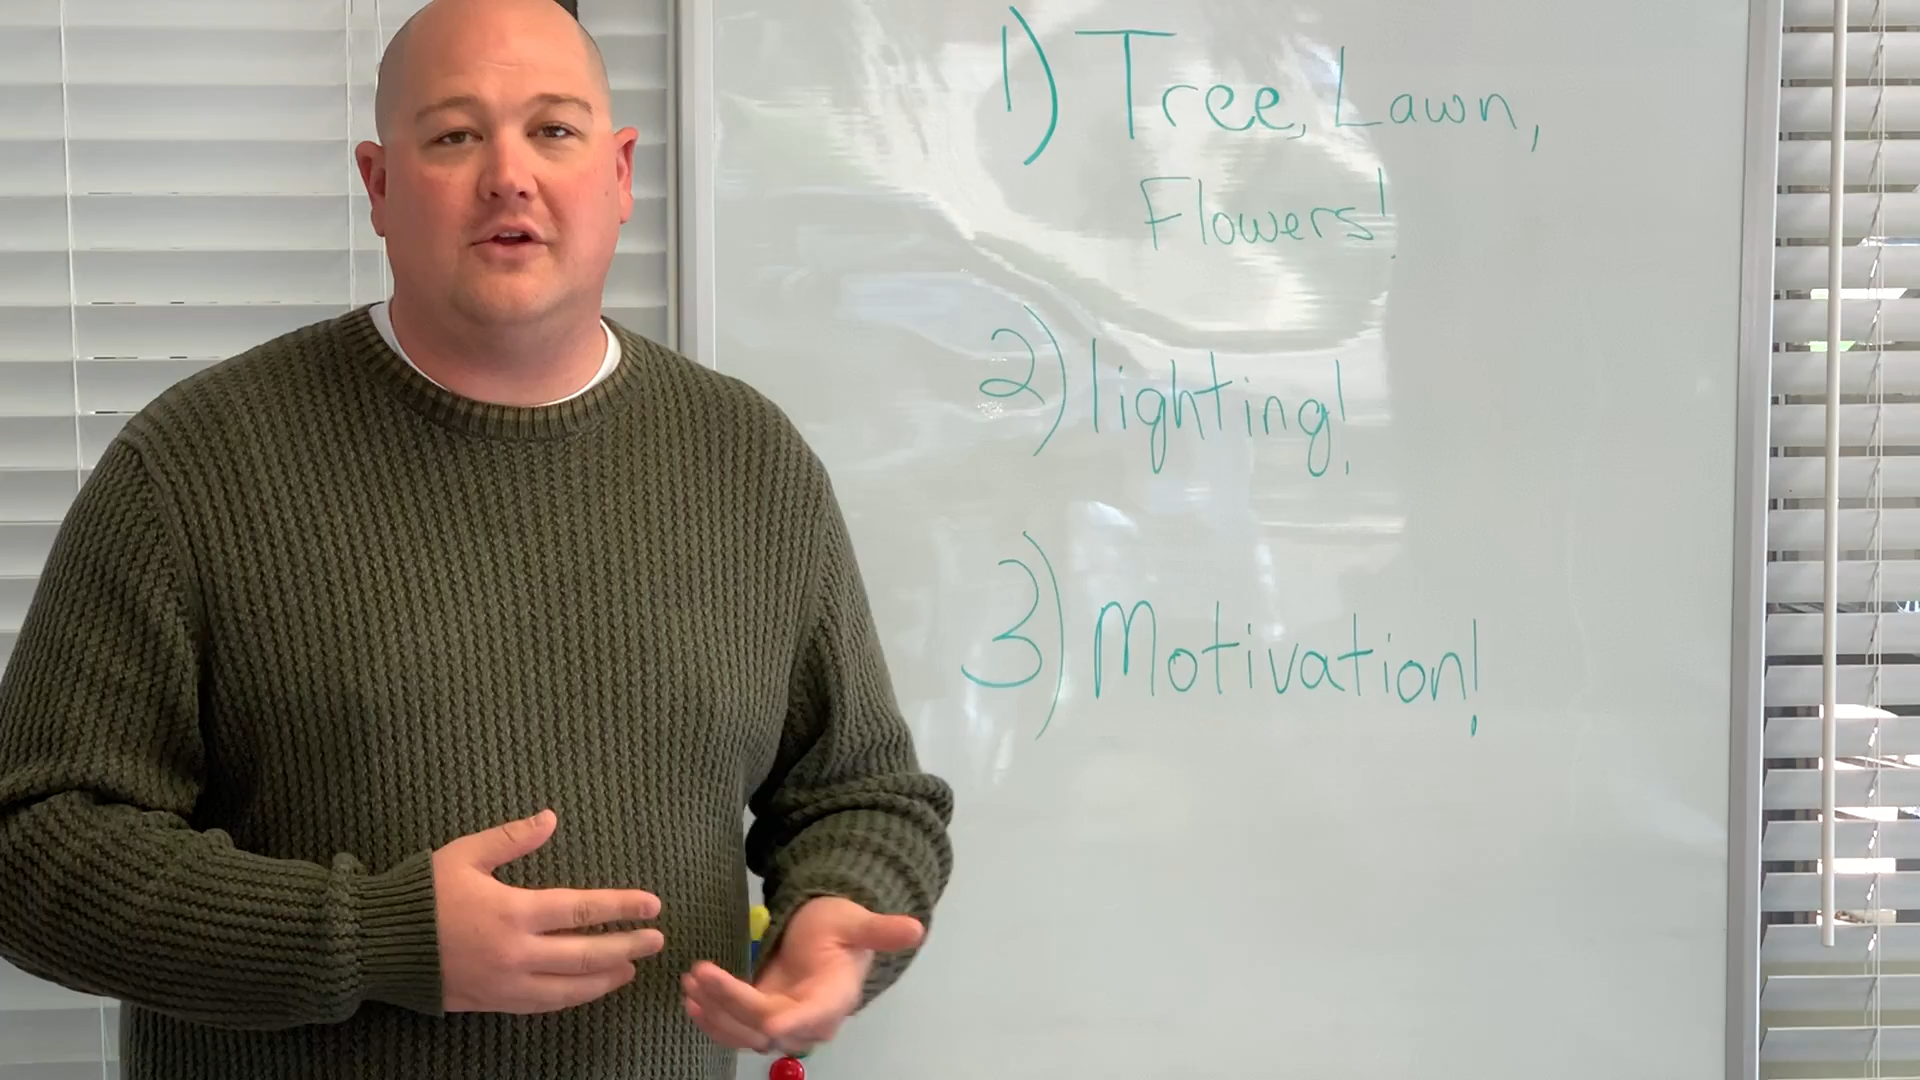 1) Tree, Lawn,
Flowers!
2) lighting!
3) Motivation!